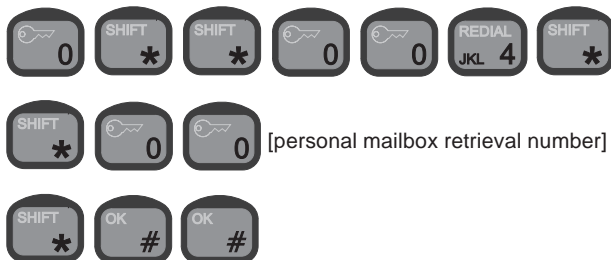 0 SHIFT * SHIFT * 0 0 REDIAL JKL 4 SHIFT *
SHIFT * 0 0 [personal mailbox retrieval number]
SHIFT * OK # OK #